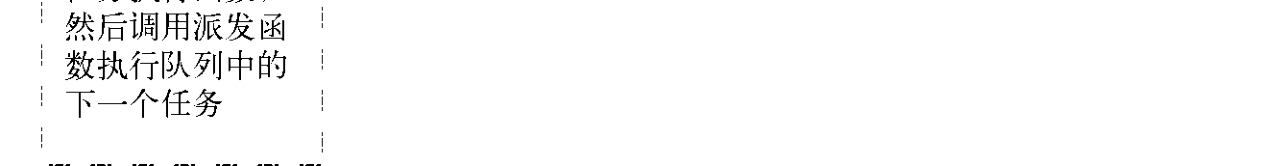 然后调用派发函
数执行队列中的
下一个任务